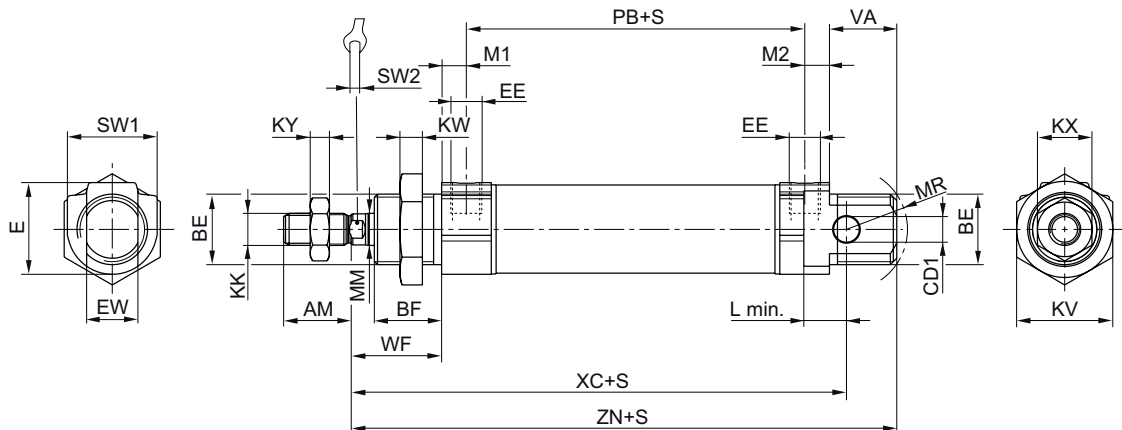 PB+S
VA
M1
M2
SW2
EE
SW1
KY
KW
EE
KX
MR
E
BE
BE
CD1
KK
MM
EW
AM
BF
L min.
KV
WF
XC+S
ZN+S